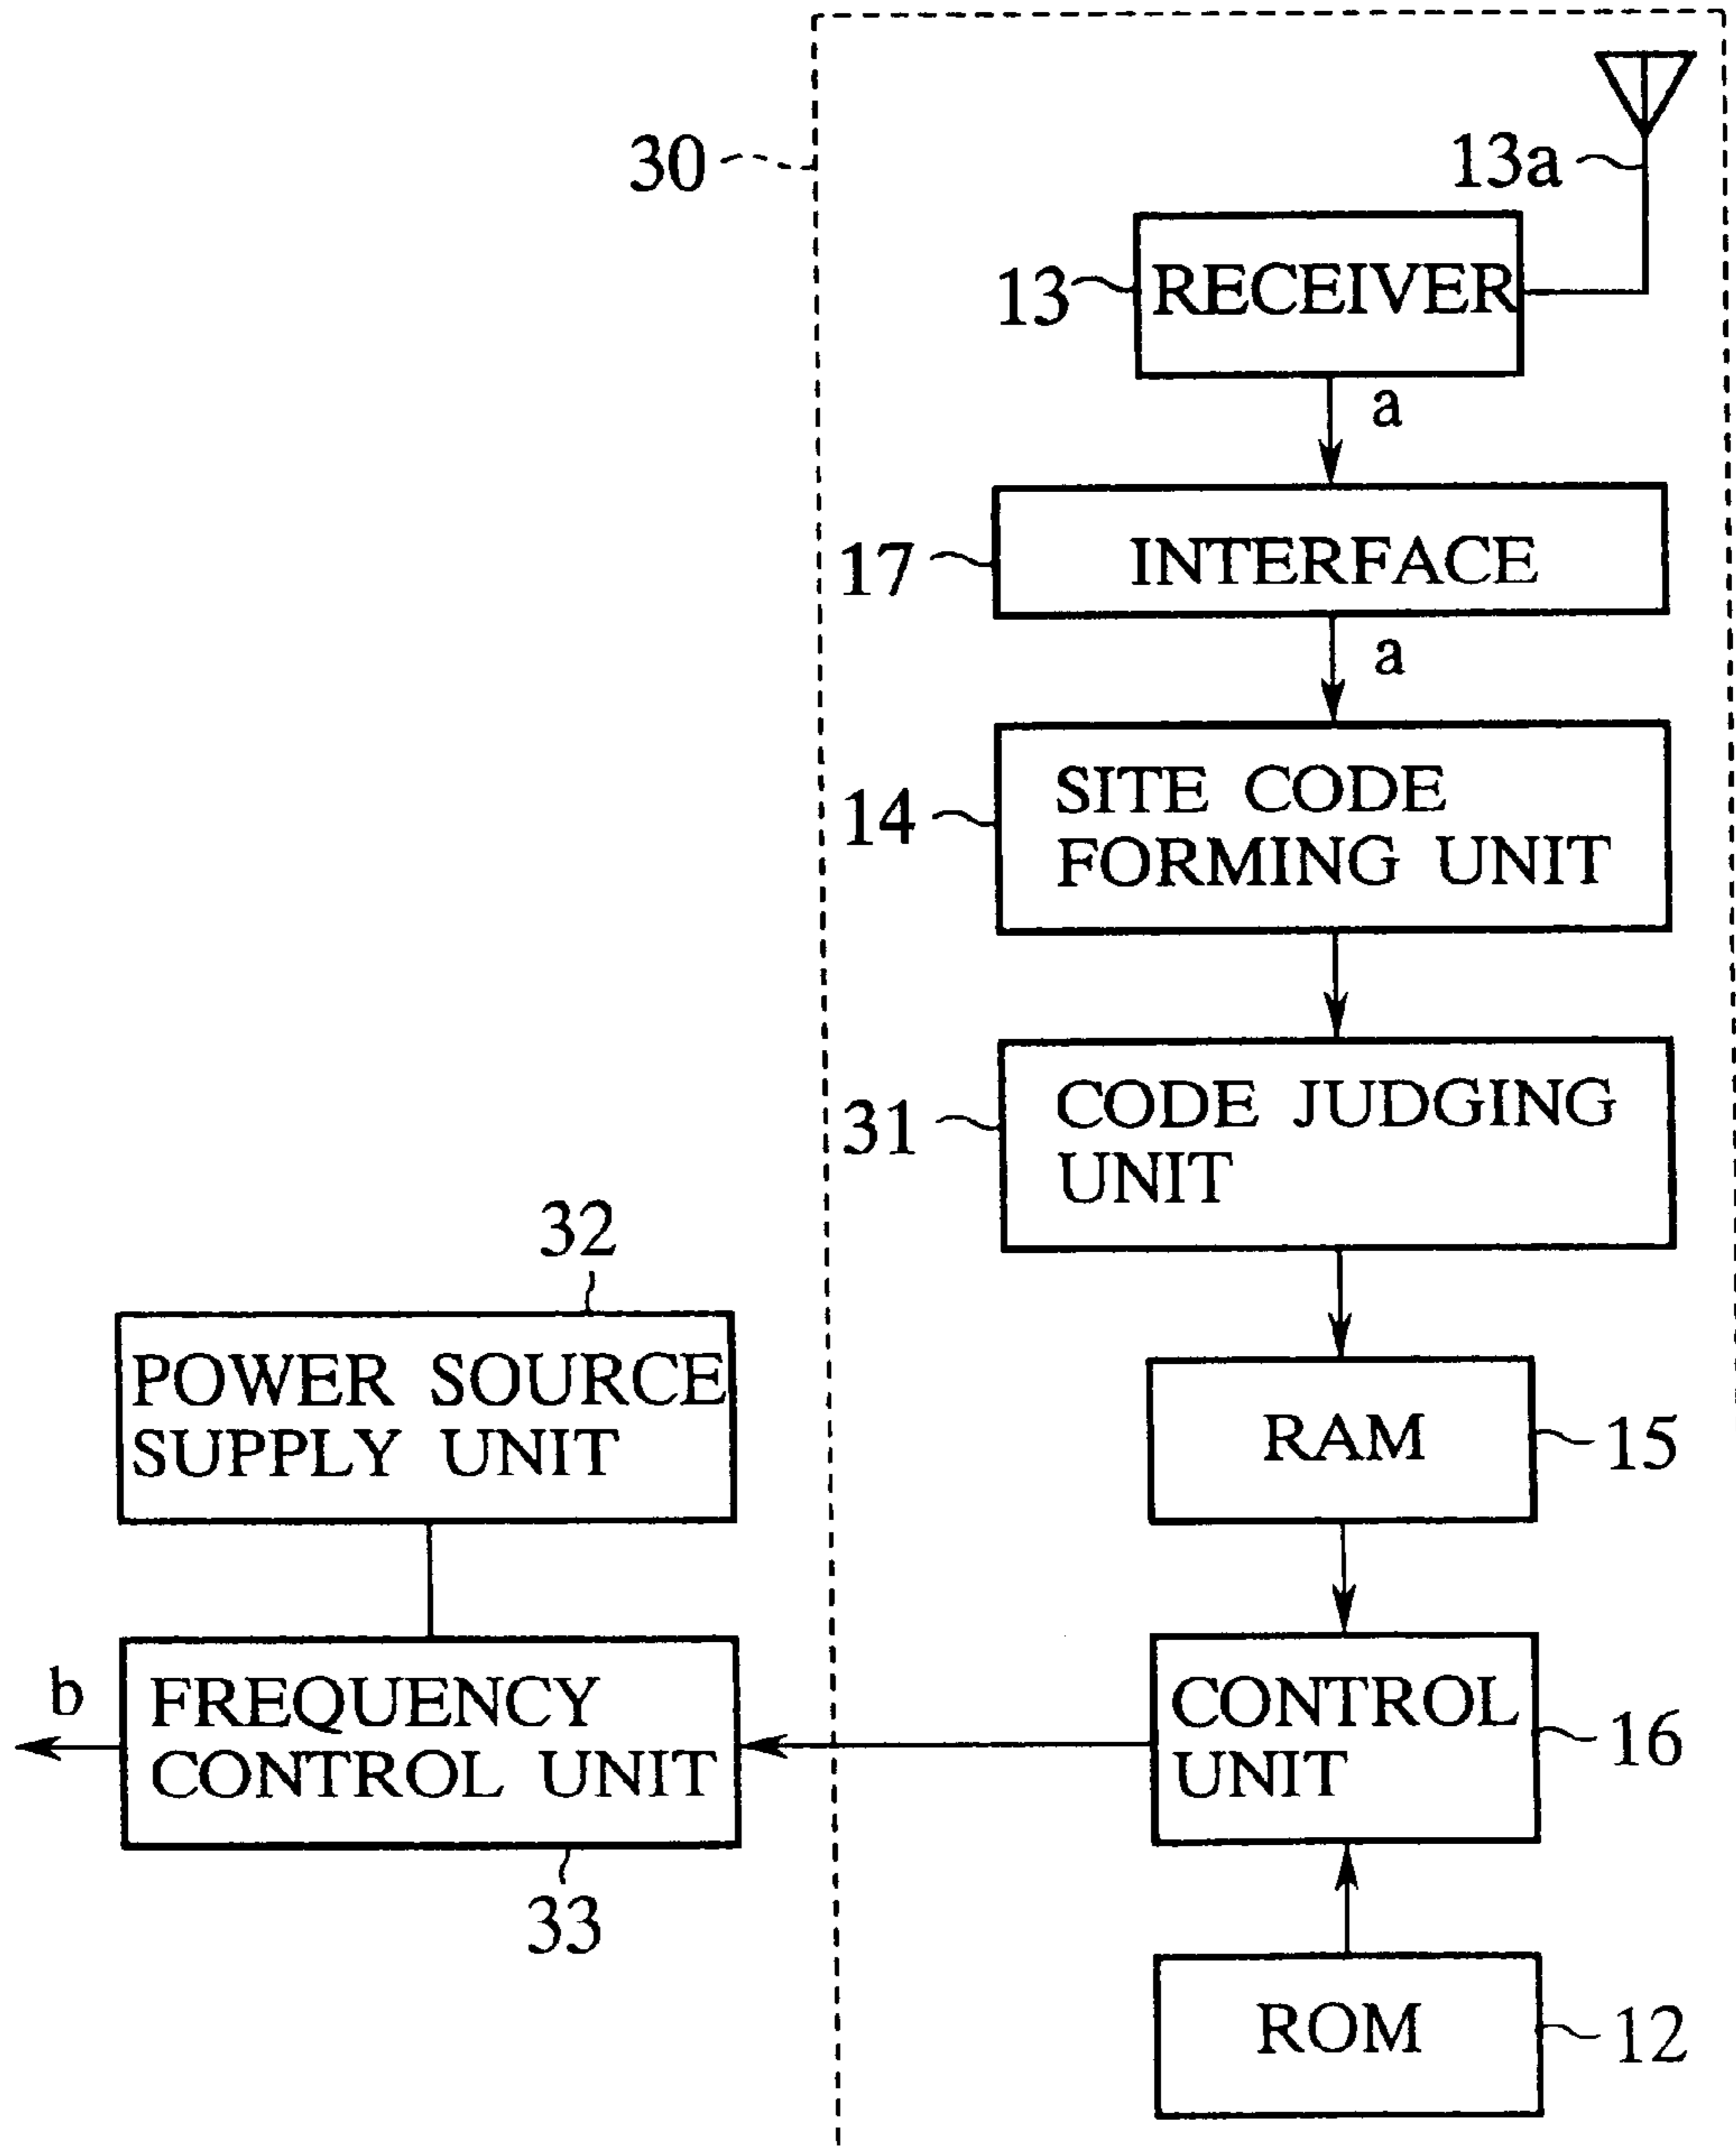 30
13a
13
RECEIVER
a
17
INTERFACE
a
14
SITE CODE
FORMING UNIT
31
CODE JUDGING
UNIT
32
POWER SOURCE
SUPPLY UNIT
RAM
15
b
FREQUENCY
CONTROL UNIT
33
CONTROL
UNIT
16
ROM
12